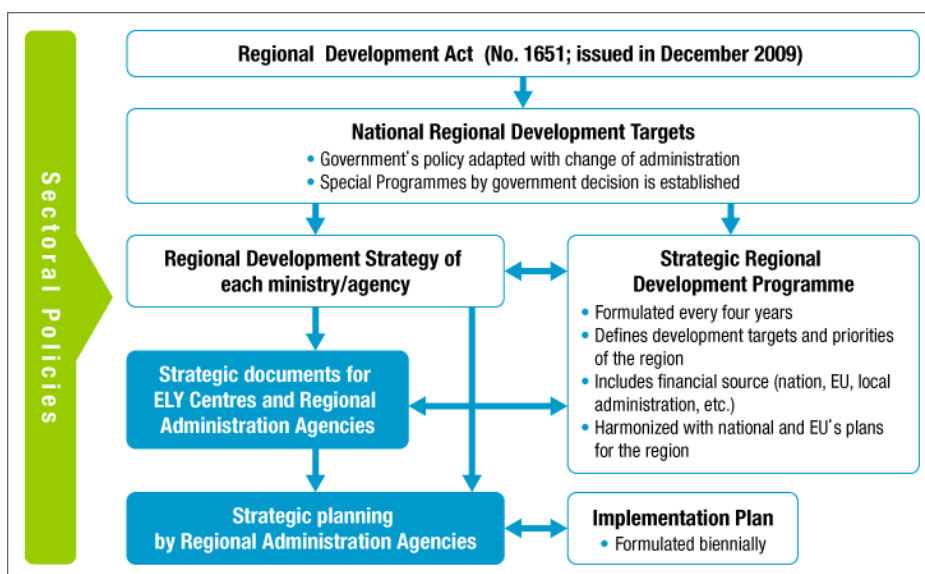 Sectoral Policies
Regional Development Act (No. 1651; issued in December 2009)
National Regional Development Targets
• Government's policy adapted with change of administration
• Special Programmes by government decision is established
Regional Development Strategy of
each ministry/agency
Strategic Regional
Development Programme
• Formulated every four years
• Defines development targets and priorities
of the region
• Includes financial source (nation, EU, local
administration, etc.)
• Harmonized with national and EU's plans
for the region
Strategic documents for
ELY Centres and Regional
Administration Agencies
Strategic planning
by Regional Administration Agencies
Implementation Plan
• Formulated biennially